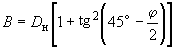 B = Dн[1 + tg²(45° − φ/2)]